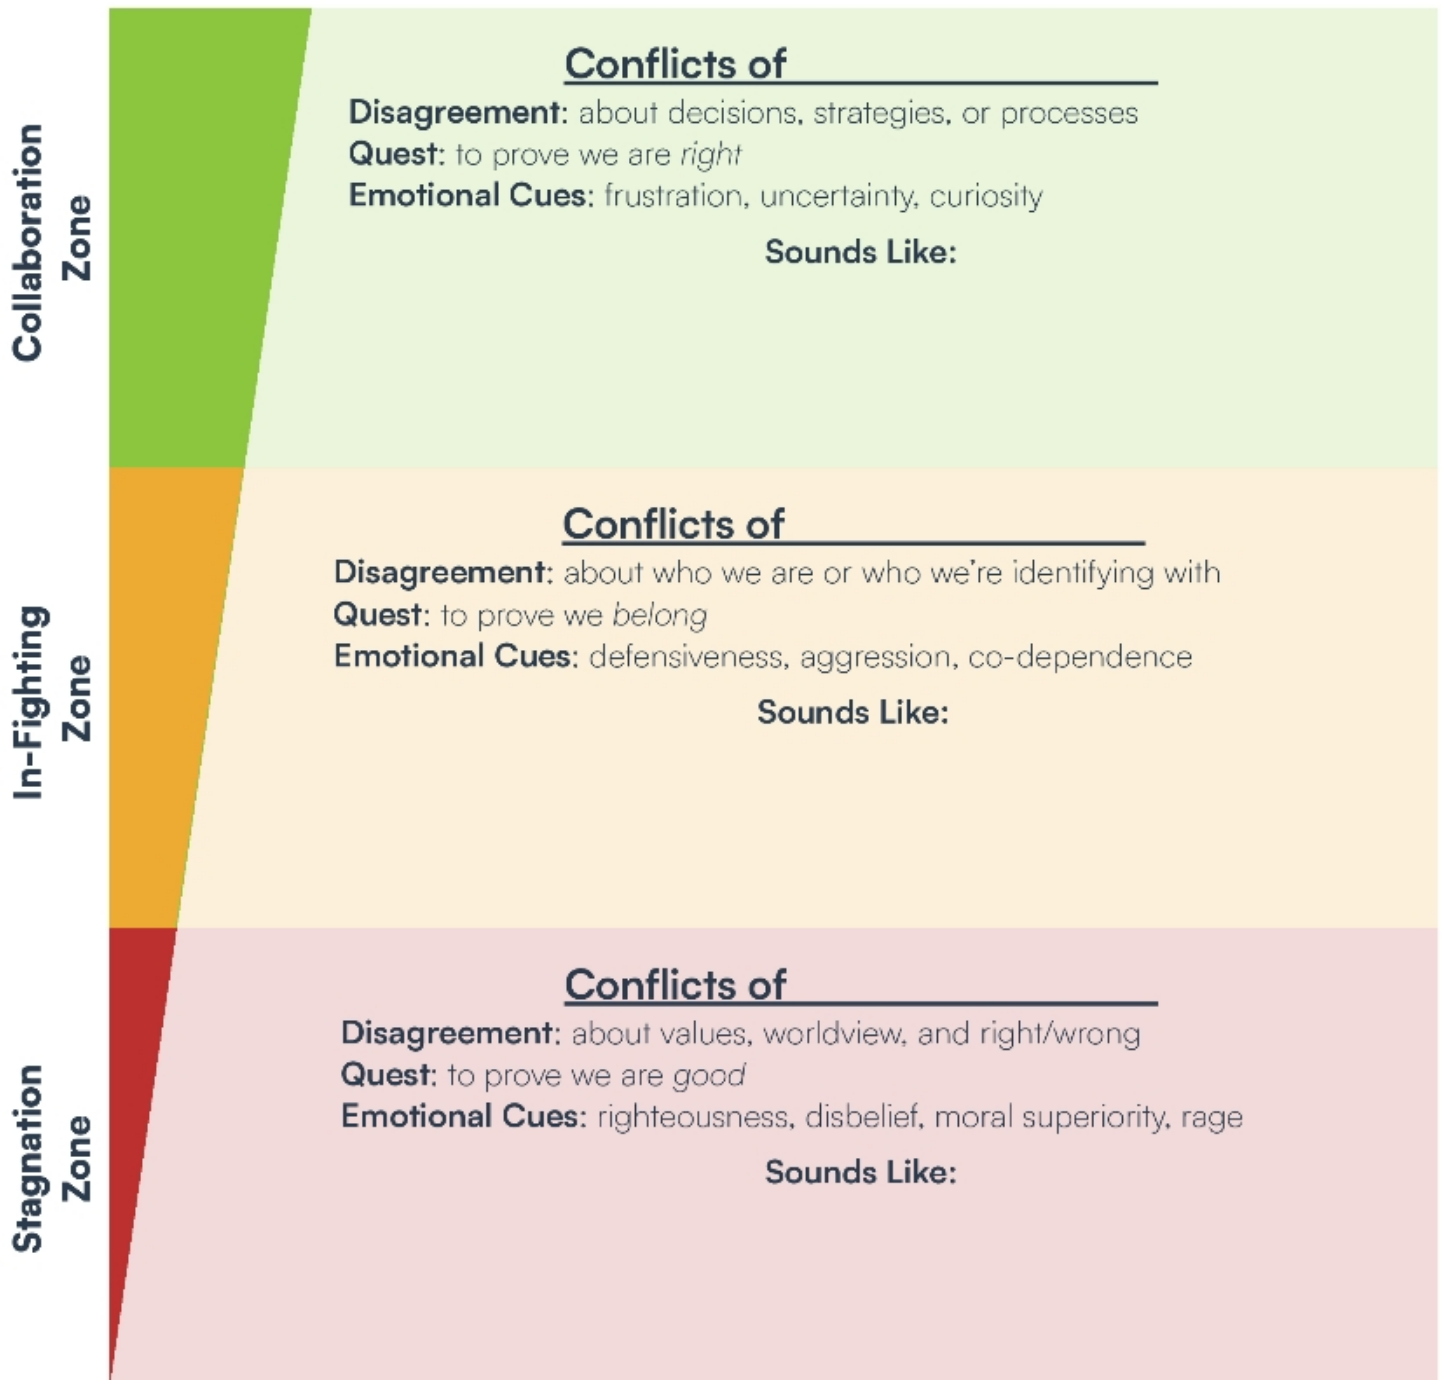 Collaboration
Zone
Conflicts of
Disagreement: about decisions, strategies, or processes
Quest: to prove we are right
Emotional Cues: frustration, uncertainty, curiosity
Sounds Like:
In-Fighting
Zone
Conflicts of
Disagreement: about who we are or who we’re identifying with
Quest: to prove we belong
Emotional Cues: defensiveness, aggression, co-dependence
Sounds Like:
Stagnation
Zone
Conflicts of
Disagreement: about values, worldview, and right/wrong
Quest: to prove we are good
Emotional Cues: righteousness, disbelief, moral superiority, rage
Sounds Like: